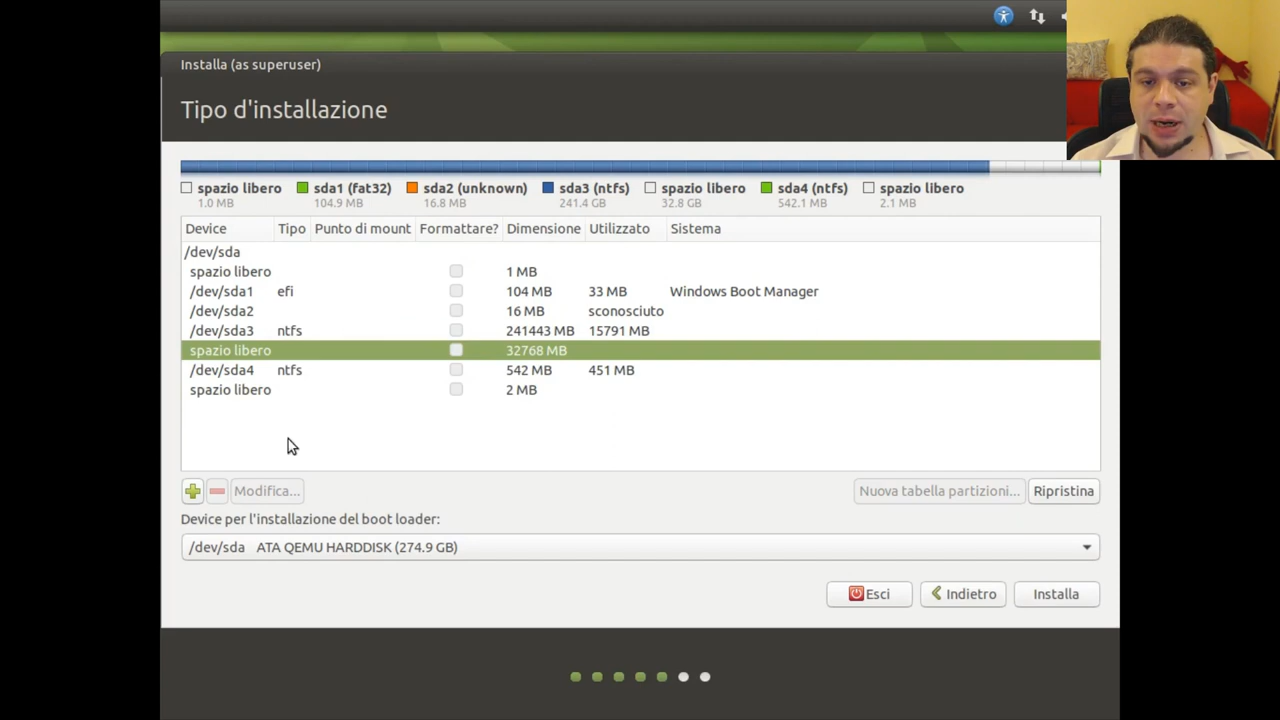 Installa (as superuser)
Tipo d'installazione
spazio libero sda1 (fat32) sda2 (unknown) sda3 (ntfs) spazio libero sda4 (ntfs) spazio libero
1.0 MB 104.9 MB 16.8 MB 241.4 GB 32.8 GB 542.1 MB 2.1 MB
Device Tipo Punto di mount Formattare? Dimensione Utilizzato Sistema
/dev/sda
spazio libero 1 MB
/dev/sda1 efi 104 MB 33 MB Windows Boot Manager
/dev/sda2 16 MB sconosciuto
/dev/sda3 ntfs 241443 MB 15791 MB
spazio libero 32768 MB
/dev/sda4 ntfs 542 MB 451 MB
spazio libero 2 MB
Modifica... Nuova tabella partizioni... Ripristina
Device per l'installazione del boot loader:
/dev/sda ATA QEMU HARDDISK (274.9 GB)
Esci Indietro Installa